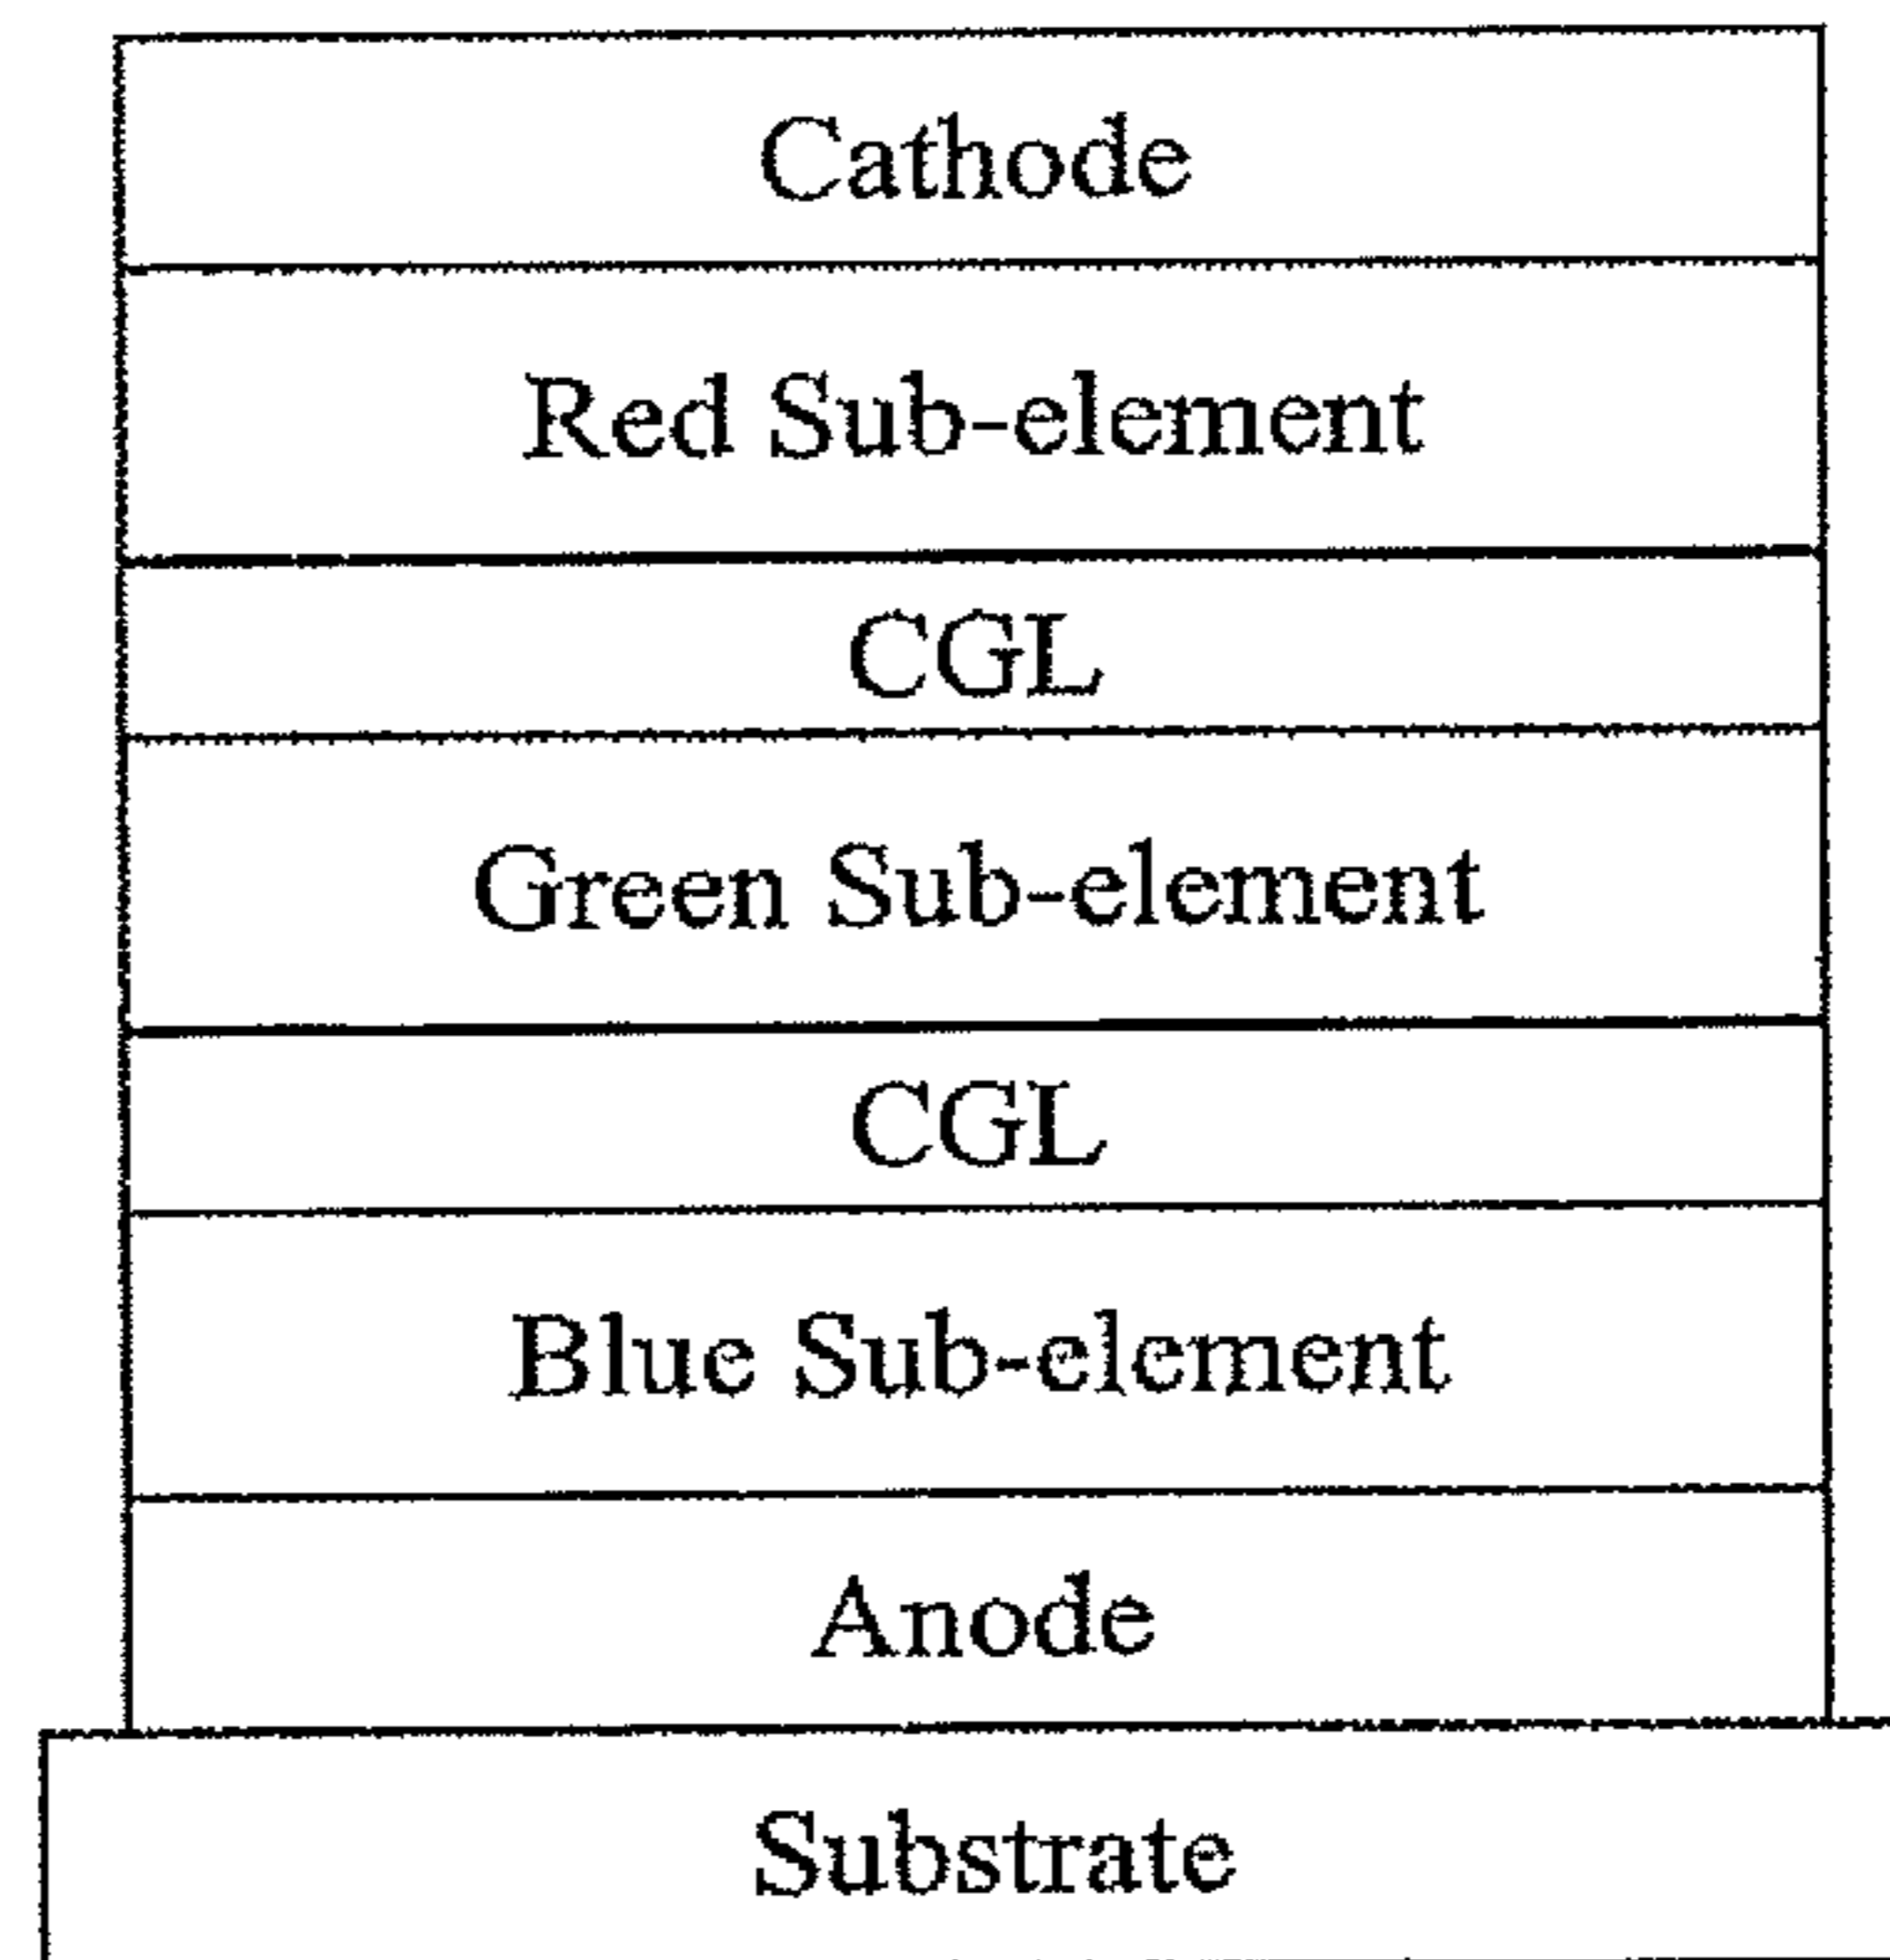 Cathode
Red Sub-element
CGL
Green Sub-element
CGL
Blue Sub-element
Anode
Substrate